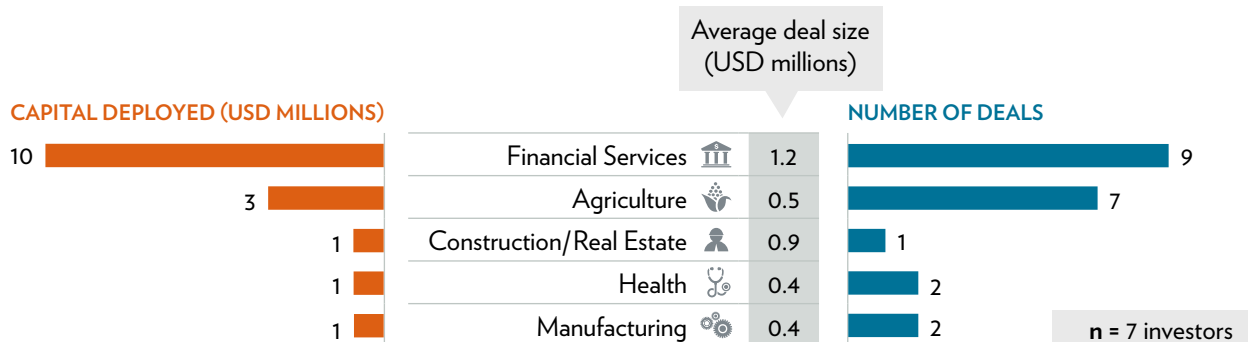 Average deal size
(USD millions)
CAPITAL DEPLOYED (USD MILLIONS)
NUMBER OF DEALS
10 Financial Services $ 1.2 9
3 Agriculture 0.5 7
1 Construction/Real Estate 0.9 1
1 Health 0.4 2
1 Manufacturing 0.4 2
n = 7 investors